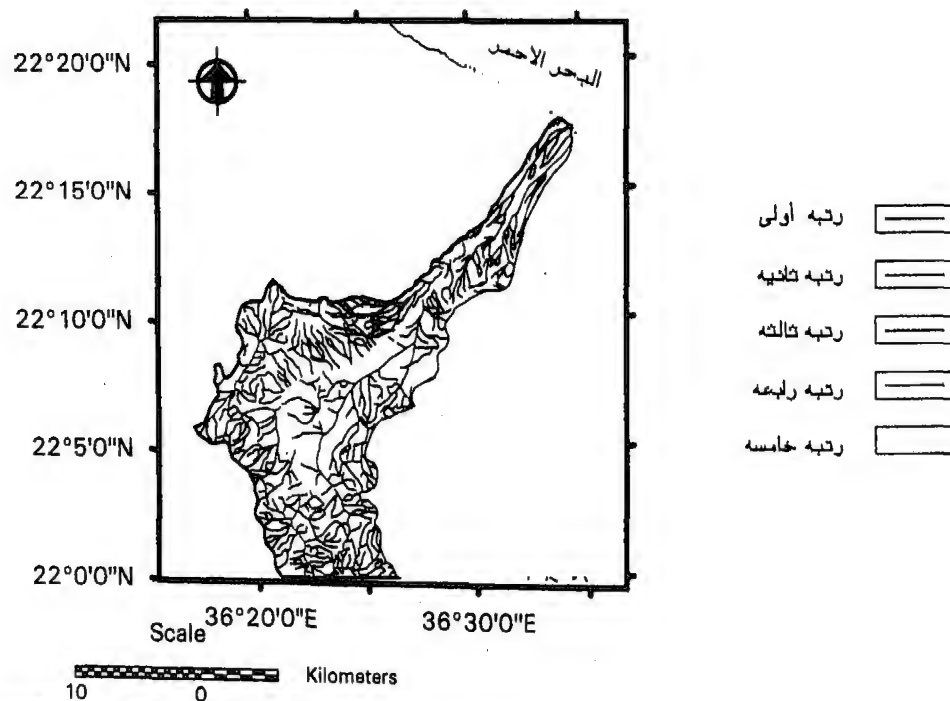 22°20'0"N
البحر الاحمر
22°15'0"N
22°10'0"N
22°5'0"N
22°0'0"N
36°20'0"E
36°30'0"E
رتبه أولى
رتبه ثانيه
رتبه ثالثه
رتبه رابعه
رتبه خامسه
Scale
Kilometers
10 0